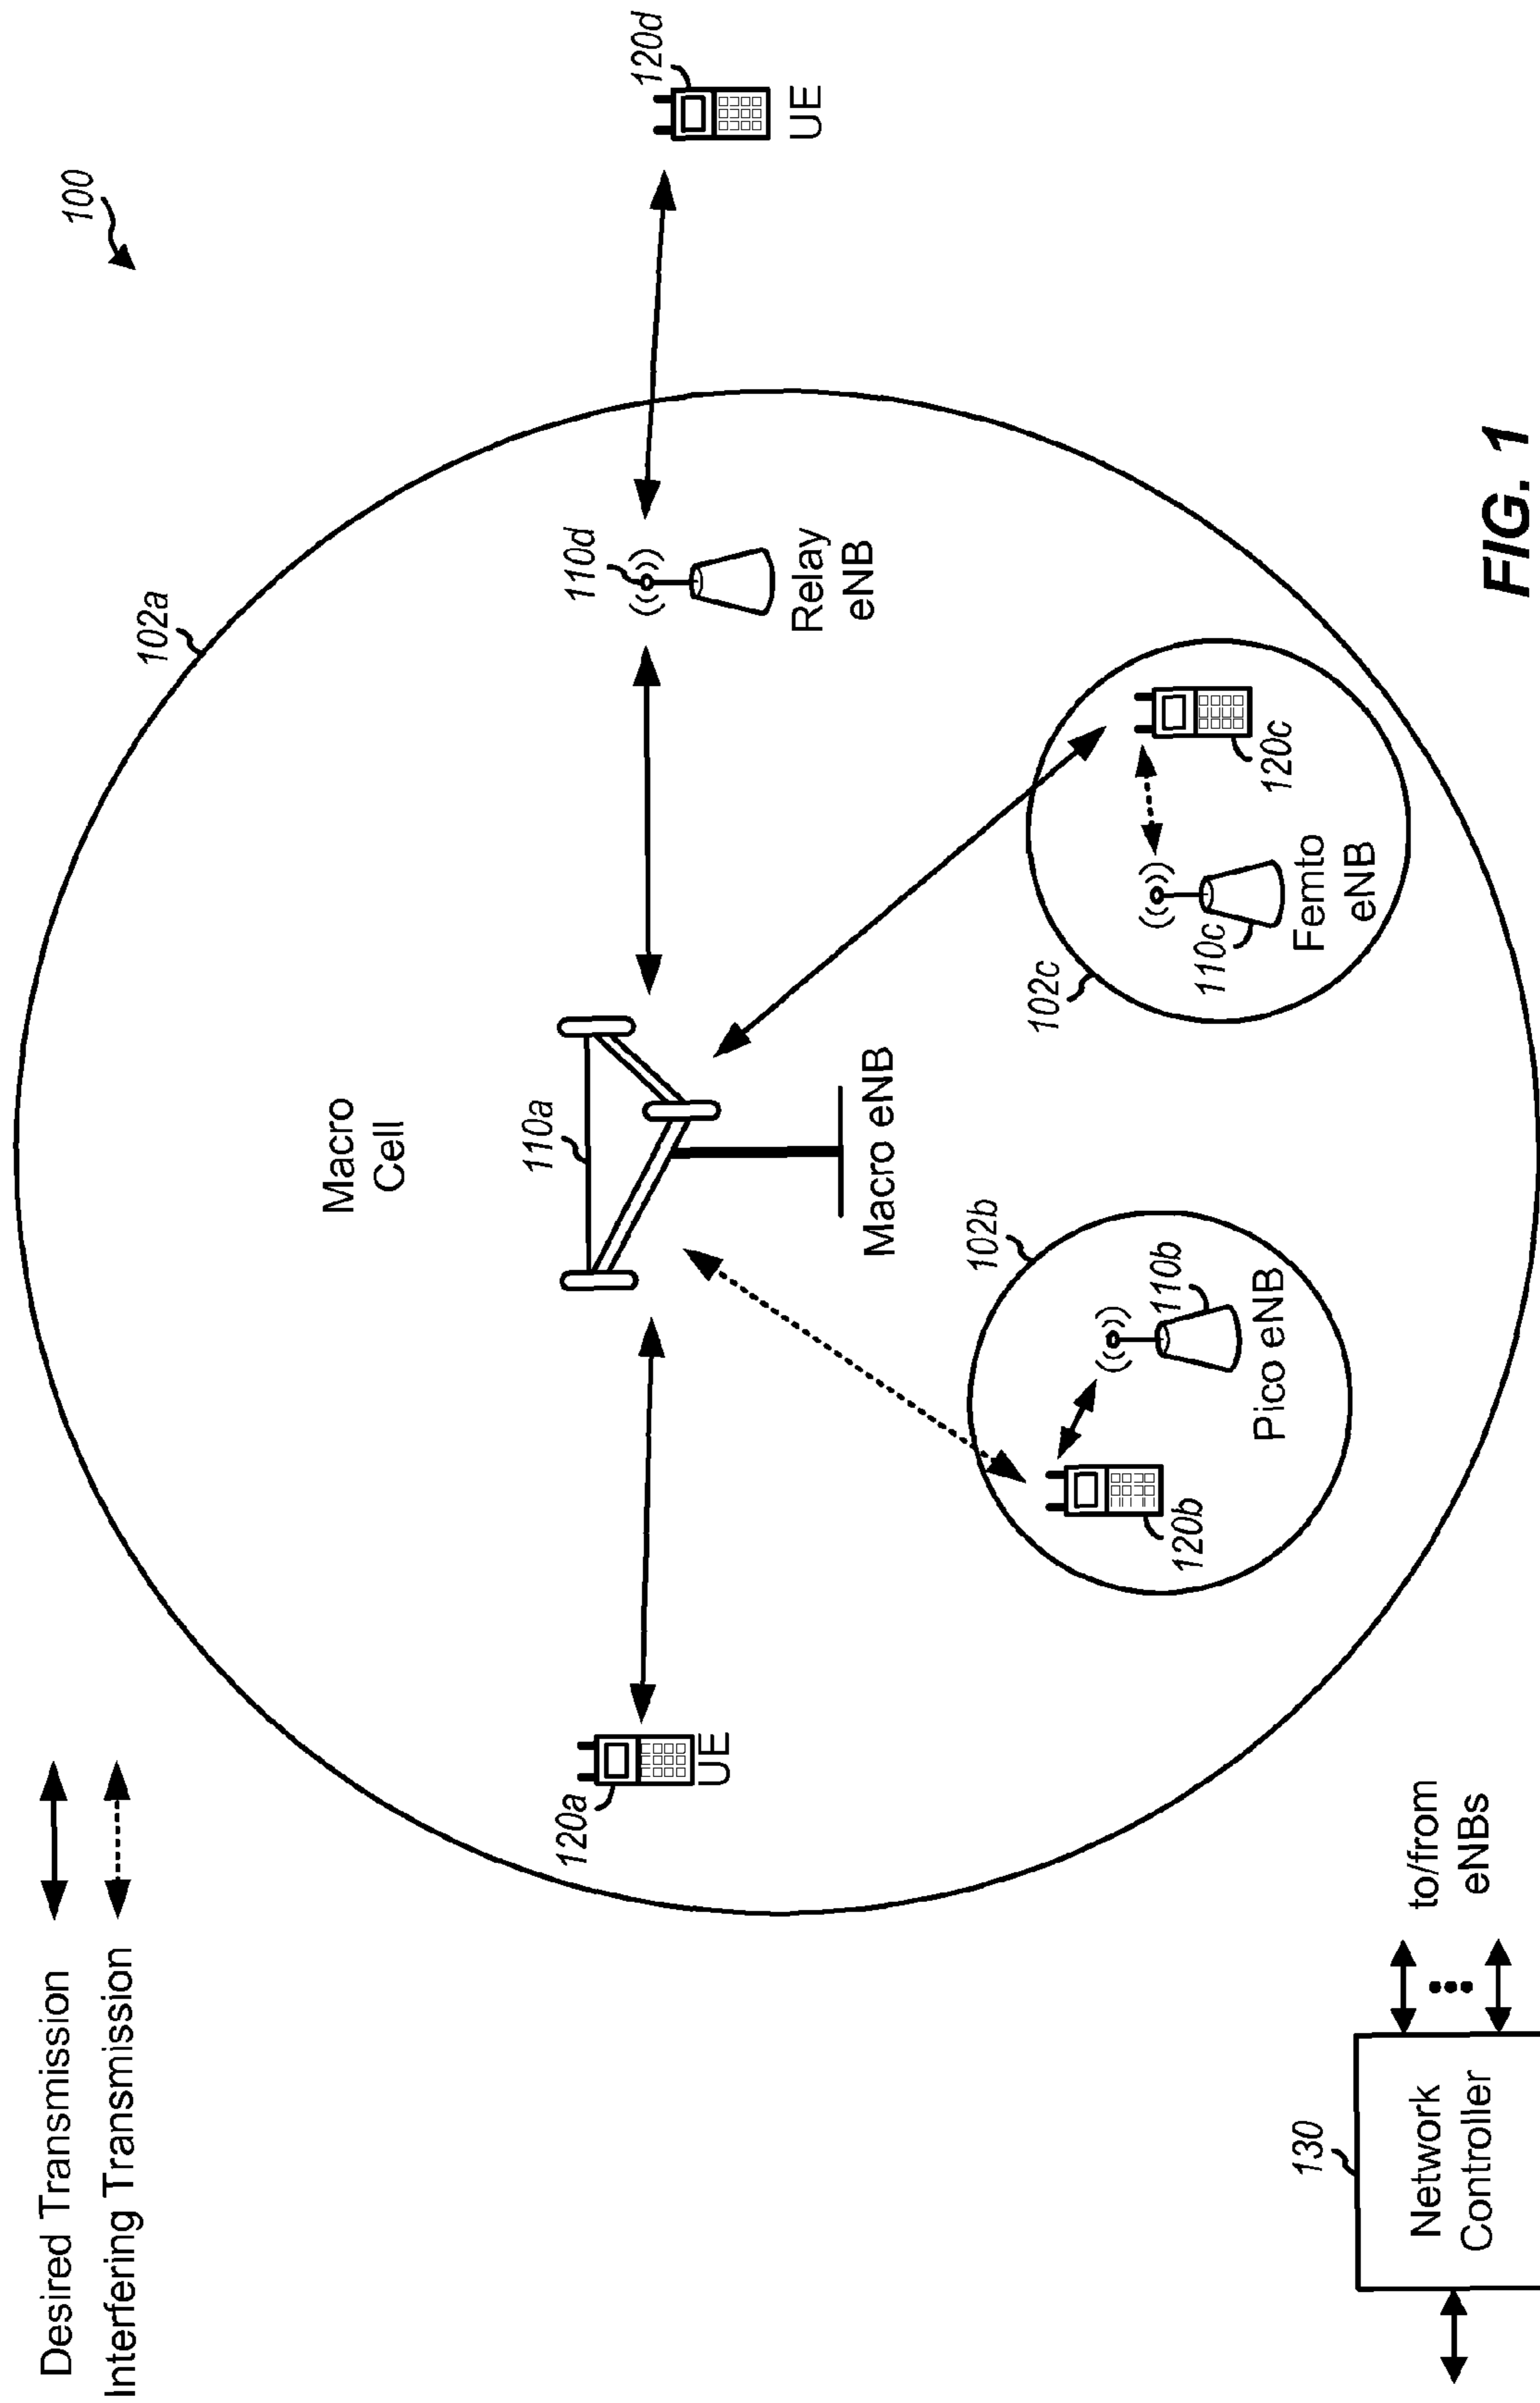 Desired Transmission
Interfering Transmission
100
102a
Macro
Cell
110a
120a
UE
110d
Relay
eNB
120d
UE
Macro eNB
102b
120b
110b
Pico eNB
102c
110c
120c
Femto
eNB
130
Network
Controller
to/from
eNBs
FIG. 1